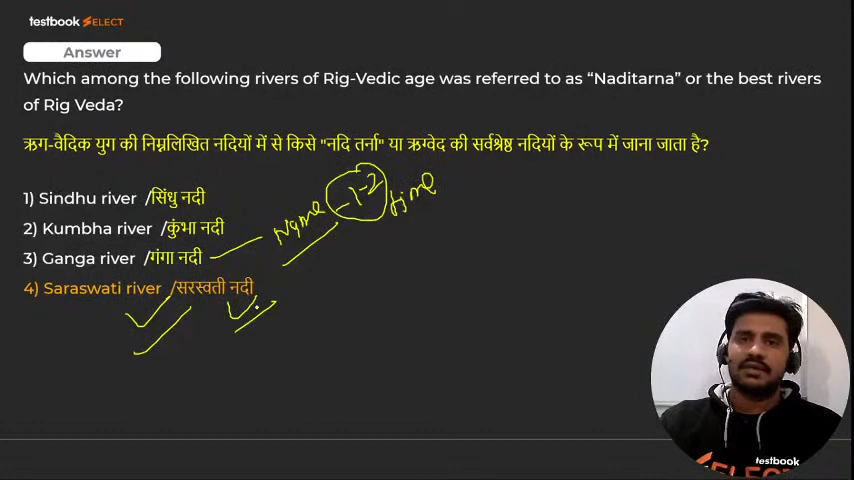 testbook SELECT
Answer
Which among the following rivers of Rig-Vedic age was referred to as “Naditarna” or the best rivers
of Rig Veda?
ऋग-वैदिक युग की निम्नलिखित नदियों में से किसे "नदि तर्ना" या ऋग्वेद की सर्वश्रेष्ठ नदियों के रूप में जाना जाता है?
1) Sindhu river /सिंधु नदी
2) Kumbha river /कुंभा नदी
3) Ganga river /गंगा नदी
Name -1-2 time
4) Saraswati river /सरस्वती नदी
testbook
SELECT